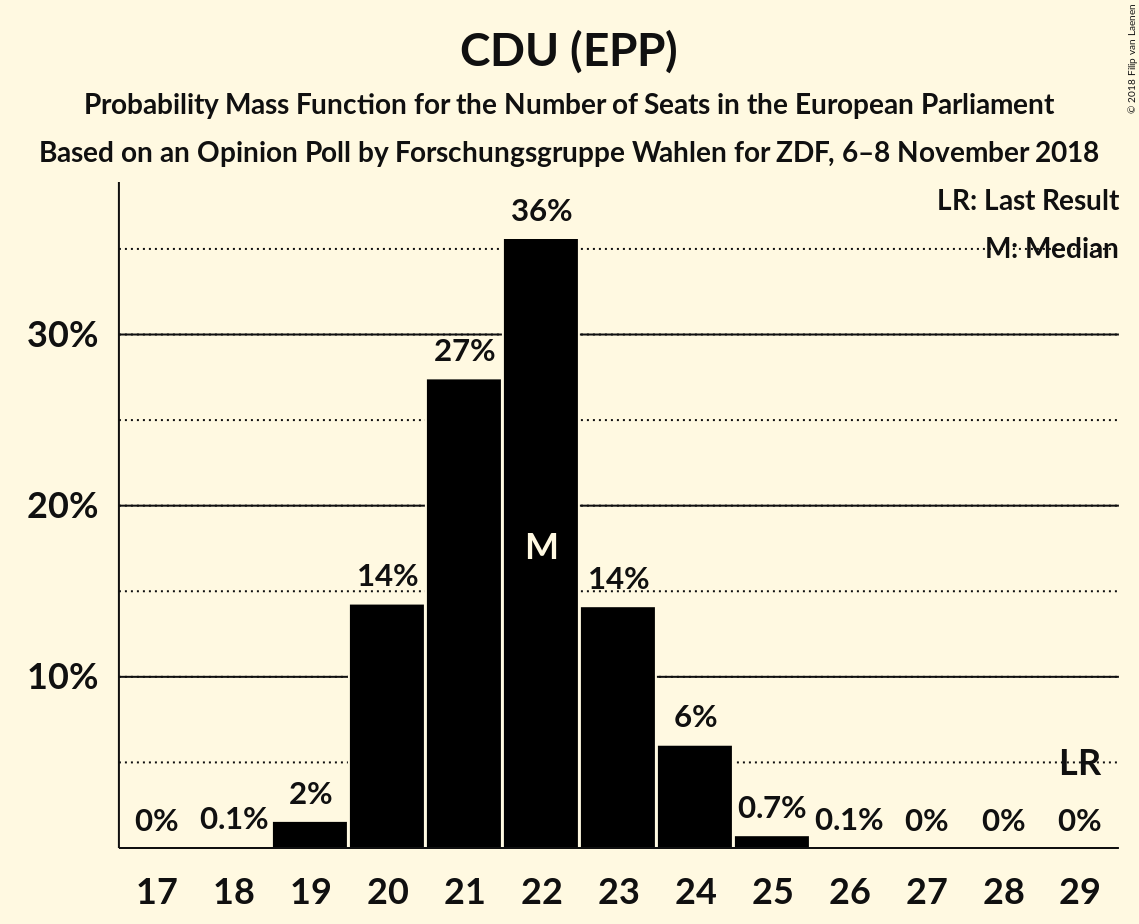 CDU (EPP)
Probability Mass Function for the Number of Seats in the European Parliament
Based on an Opinion Poll by Forschungsgruppe Wahlen for ZDF, 6–8 November 2018
© 2018 Filip van Laenen
LR: Last Result
M: Median
36%
30%
27%
20%
M
14%
14%
10%
6%
LR
0%
0.1%
2%
0.7%
0.1%
0%
0%
0%
17 18 19 20 21 22 23 24 25 26 27 28 29